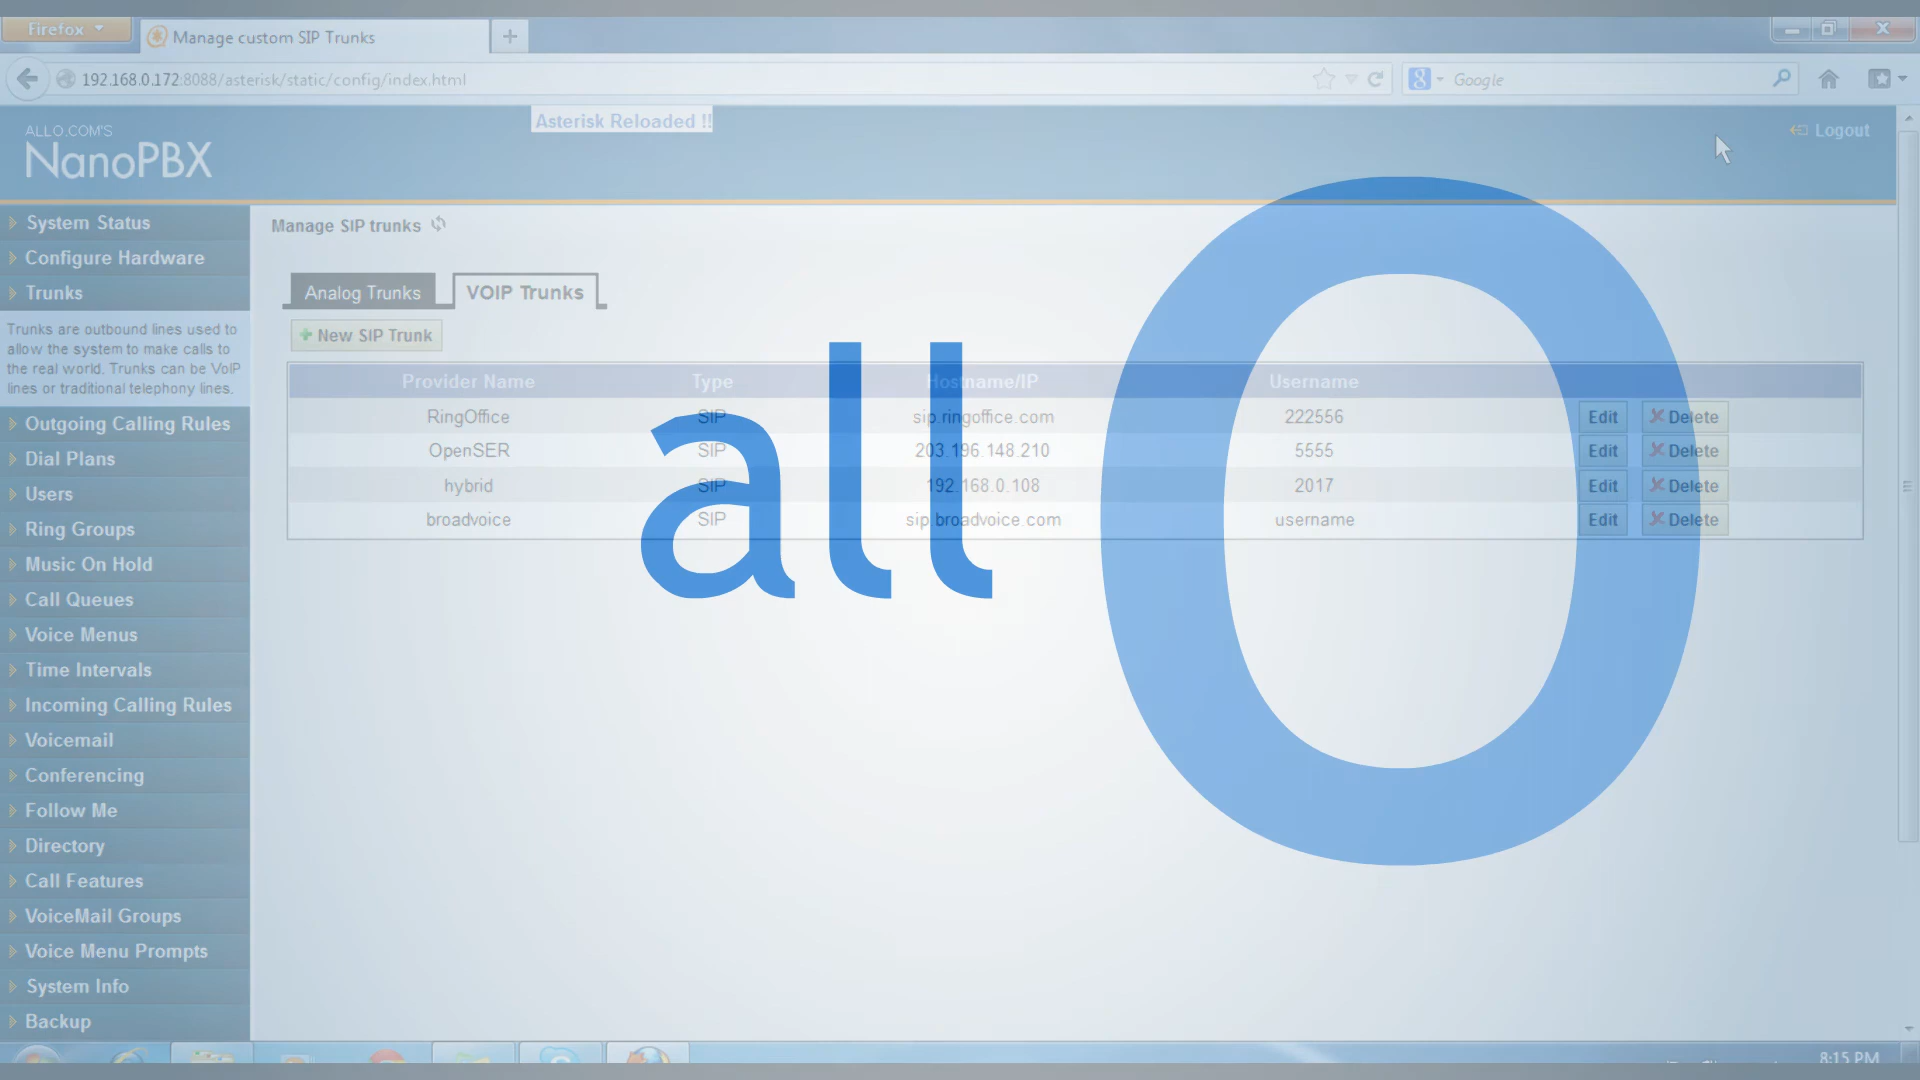 Firefox
Manage custom SIP Trunks
192.168.0.172:8088/asterisk/static/config/index.html
Google
Asterisk Reloaded !!
ALLO.COM'S
NanoPBX
Logout
System Status
Configure Hardware
Trunks
Trunks are outbound lines used to
allow the system to make calls to
the real world. Trunks can be VoIP
lines or traditional telephony lines.
Outgoing Calling Rules
Dial Plans
Users
Ring Groups
Music On Hold
Call Queues
Voice Menus
Time Intervals
Incoming Calling Rules
Voicemail
Conferencing
Follow Me
Directory
Call Features
VoiceMail Groups
Voice Menu Prompts
System Info
Backup
Manage SIP trunks
Analog Trunks VOIP Trunks
New SIP Trunk
Provider Name Type Hostname/IP Username
RingOffice SIP sip.ringoffice.com 222556 Edit Delete
OpenSER SIP 203.196.148.210 5555 Edit Delete
hybrid SIP 192.168.0.108 2017 Edit Delete
broadvoice SIP sip.broadvoice.com username Edit Delete
allO
8:15 PM